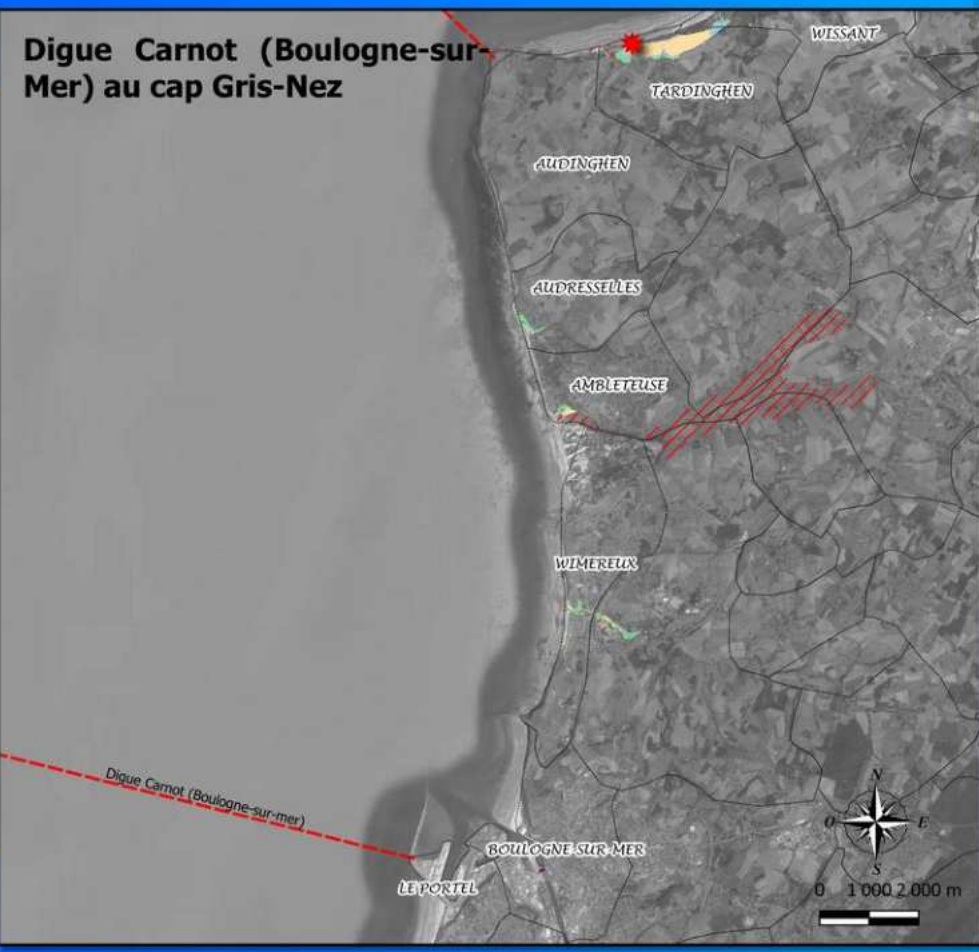 Digue Carnot (Boulogne-sur-
Mer) au cap Gris-Nez
WISSANT
TARDINGHEN
AUDINGHEN
AUDRESSELLES
AMBLETEUSE
WIMEREUX
Digue Carnot (Boulogne-sur-mer)
BOULOGNE SUR MER
LE PORTEL
N
O E
S
0 1 000 2 000 m